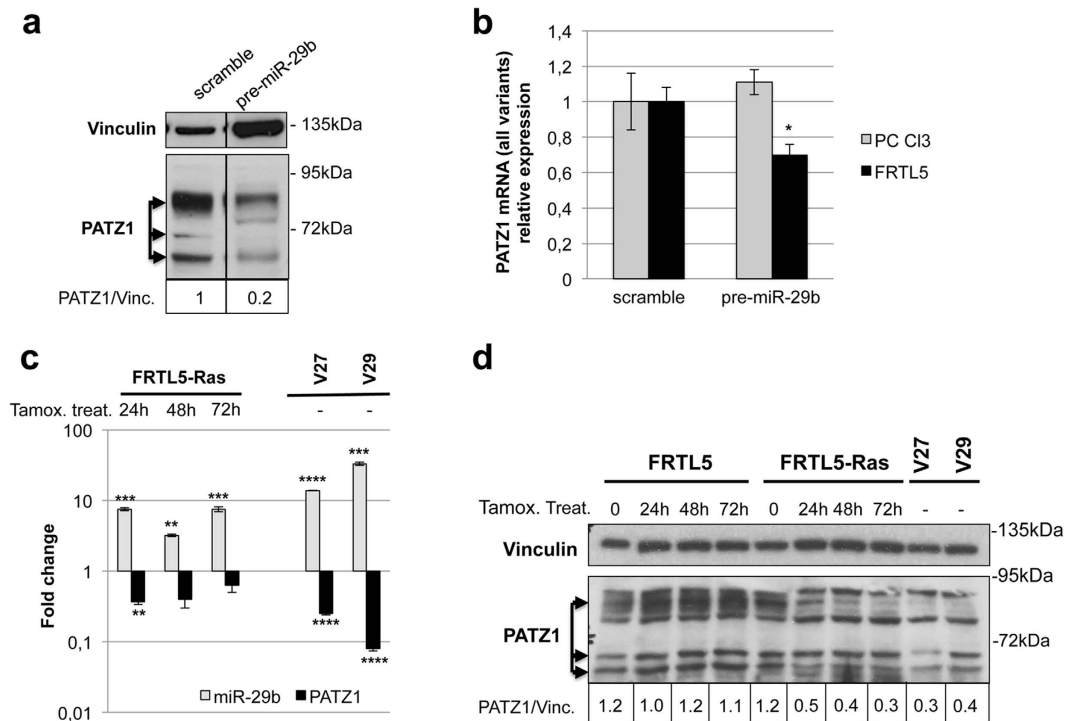 a
scramble
pre-miR-29b
Vinculin
- 135kDa
- 95kDa
PATZ1
- 72kDa
PATZ1/Vinc.
1
0.2
b
PATZ1 mRNA (all variants)
relative expression
1,4
1,2
1
0,8
0,6
0,4
0,2
0
*
scramble
pre-miR-29b
PC Cl3
FRTL5
c
FRTL5-Ras
V27
V29
Tamox. treat. 24h 48h 72h - -
Fold change
100
10
1
0,1
0,01
***
**
***
****
***
**
****
****
miR-29b
PATZ1
d
FRTL5
FRTL5-Ras
V27
V29
Tamox. Treat. 0 24h 48h 72h 0 24h 48h 72h - -
Vinculin
-135kDa
-95kDa
PATZ1
-72kDa
PATZ1/Vinc. 1.2 1.0 1.2 1.1 1.2 0.5 0.4 0.3 0.3 0.4